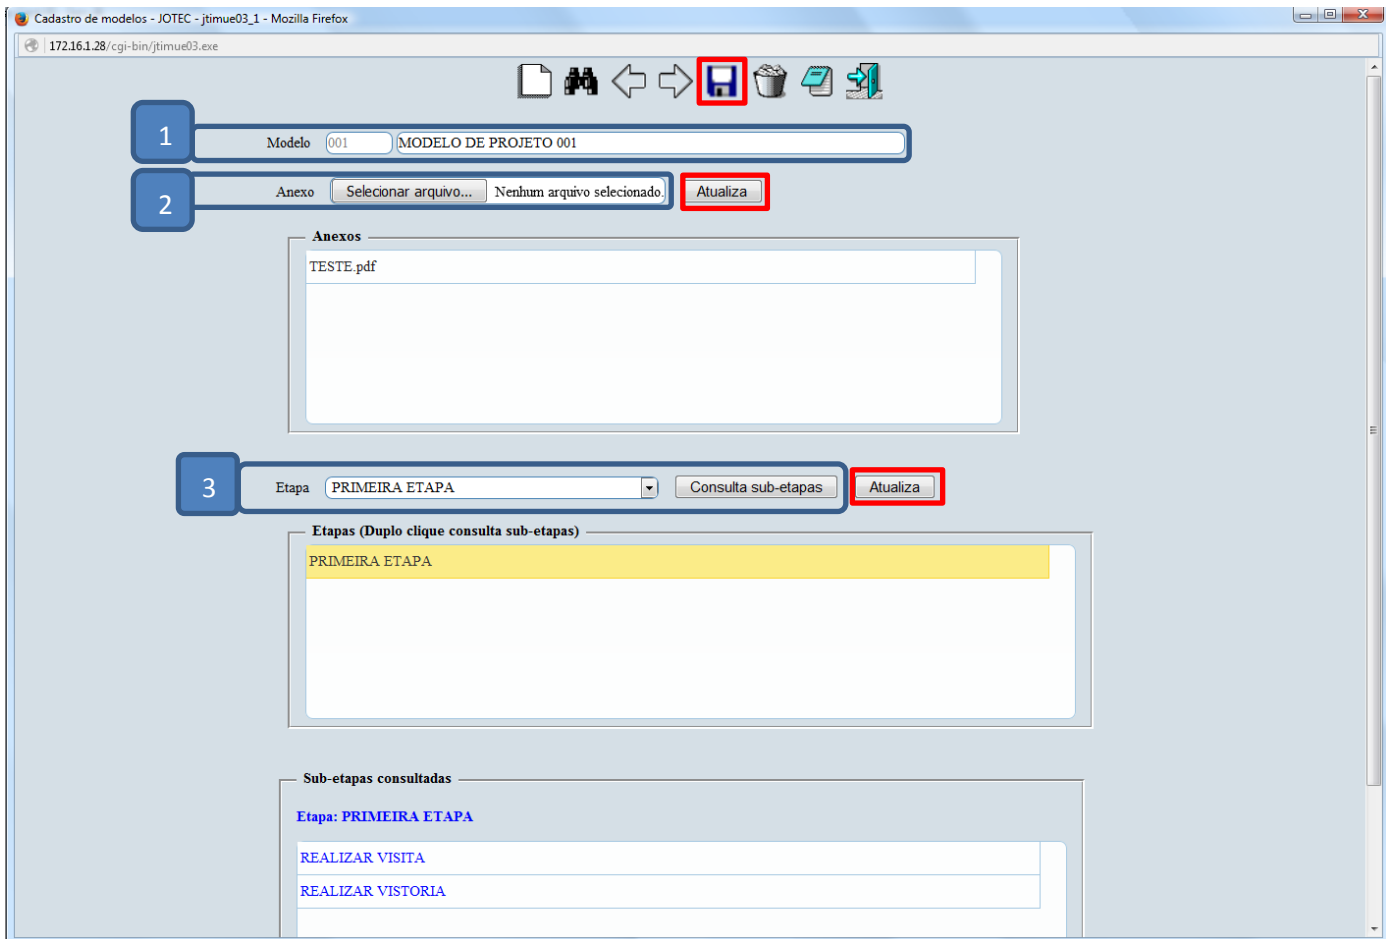 Cadastro de modelos - JOTEC - jtimue03_1 - Mozilla Firefox
172.16.1.28/cgi-bin/jtimue03.exe
1
Modelo 001 MODELO DE PROJETO 001
2
Anexo Selecionar arquivo... Nenhum arquivo selecionado. Atualiza
Anexos
TESTE.pdf
3
Etapa PRIMEIRA ETAPA Consulta sub-etapas Atualiza
Etapas (Duplo clique consulta sub-etapas)
PRIMEIRA ETAPA
Sub-etapas consultadas
Etapa: PRIMEIRA ETAPA
REALIZAR VISITA
REALIZAR VISTORIA